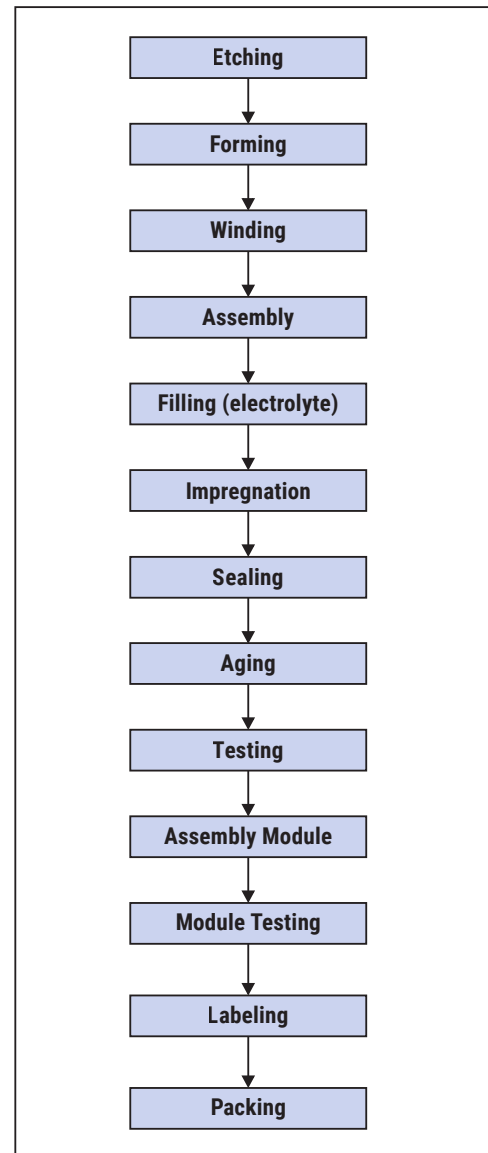 Etching
Forming
Winding
Assembly
Filling (electrolyte)
Impregnation
Sealing
Aging
Testing
Assembly Module
Module Testing
Labeling
Packing